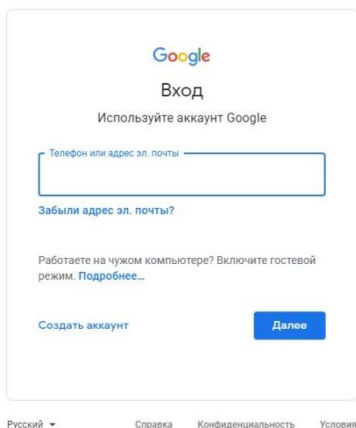 Google
Вход
Используйте аккаунт Google
Телефон или адрес эл. почты
Забыли адрес эл. почты?
Работаете на чужом компьютере? Включите гостевой
режим. Подробнее...
Создать аккаунт Далее
Русский Справка Конфиденциальность Условия